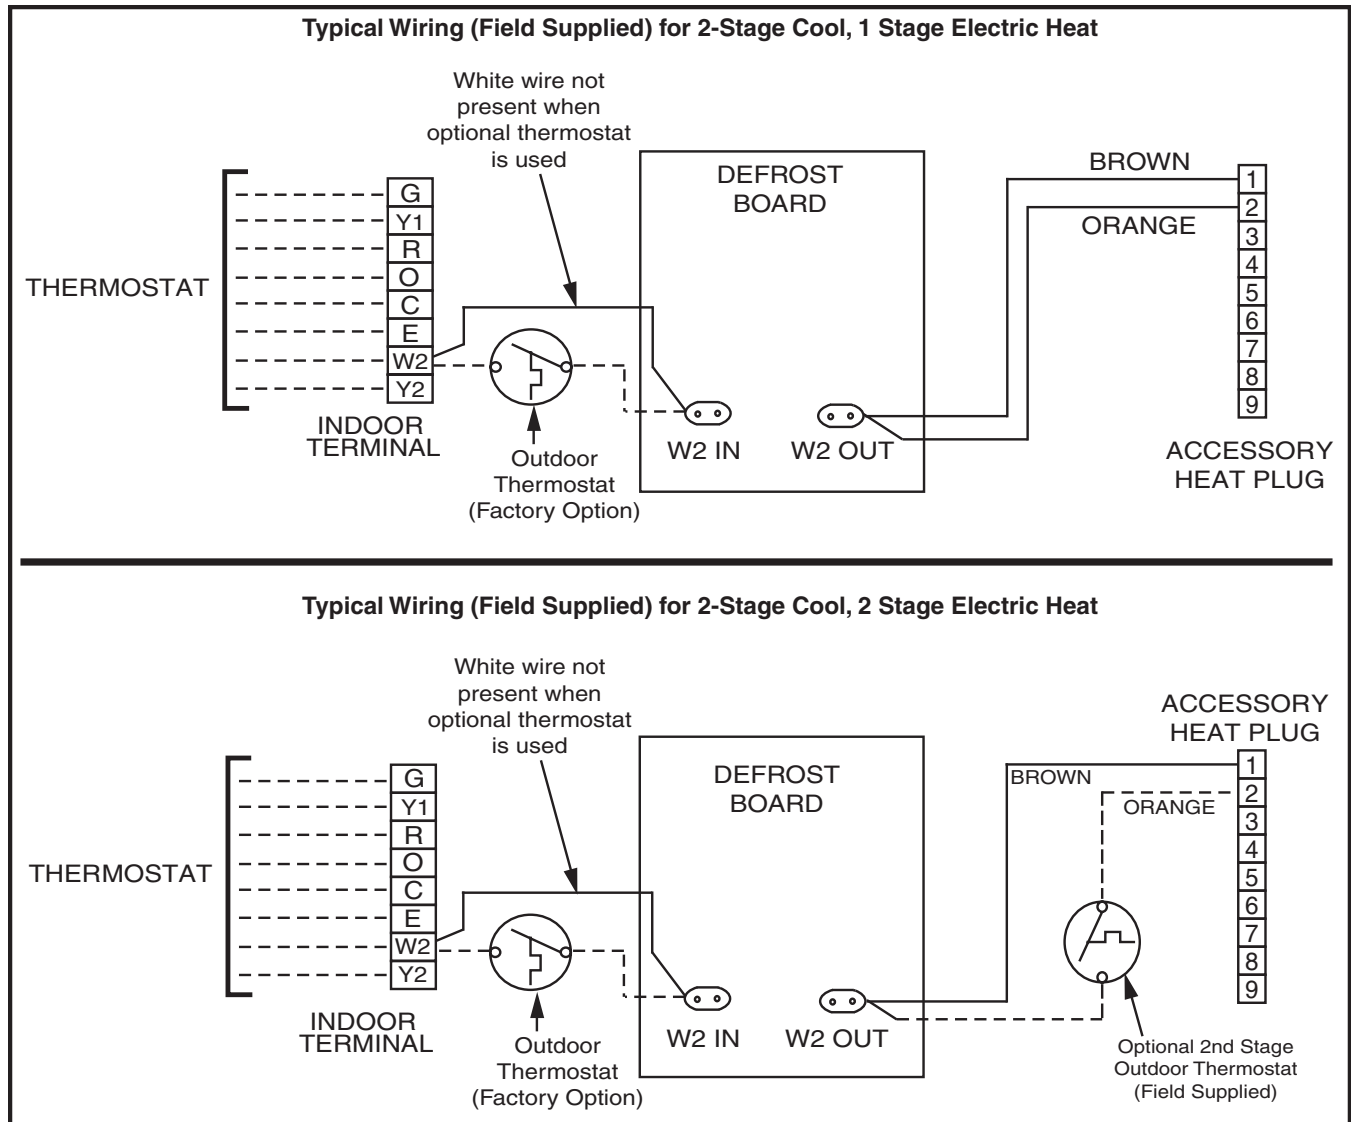 Typical Wiring (Field Supplied) for 2-Stage Cool, 1 Stage Electric Heat
White wire not
present when
optional thermostat
is used
THERMOSTAT
G
Y1
R
O
C
E
W2
Y2
INDOOR
TERMINAL
Outdoor
Thermostat
(Factory Option)
DEFROST
BOARD
W2 IN
W2 OUT
BROWN
ORANGE
1
2
3
4
5
6
7
8
9
ACCESSORY
HEAT PLUG
Typical Wiring (Field Supplied) for 2-Stage Cool, 2 Stage Electric Heat
White wire not
present when
optional thermostat
is used
THERMOSTAT
G
Y1
R
O
C
E
W2
Y2
INDOOR
TERMINAL
Outdoor
Thermostat
(Factory Option)
DEFROST
BOARD
W2 IN
W2 OUT
BROWN
ORANGE
ACCESSORY
HEAT PLUG
1
2
3
4
5
6
7
8
9
Optional 2nd Stage
Outdoor Thermostat
(Field Supplied)